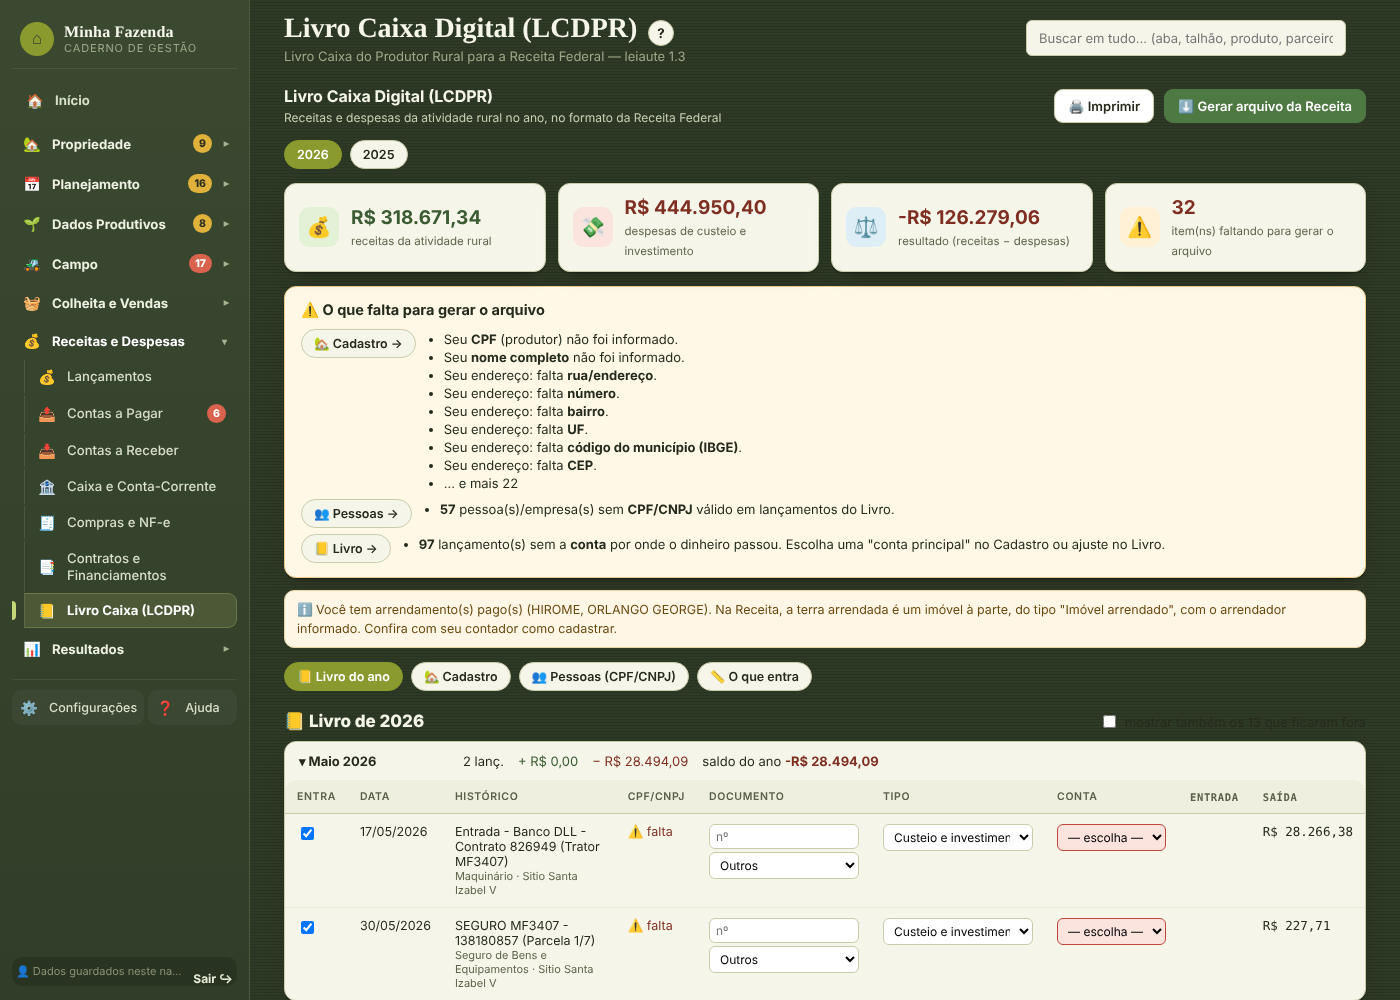 Minha Fazenda
CADERNO DE GESTÃO
Início
Propriedade 9
Planejamento 16
Dados Produtivos 8
Campo 17
Colheita e Vendas
Receitas e Despesas
Lançamentos
Contas a Pagar 6
Contas a Receber
Caixa e Conta-Corrente
Compras e NF-e
Contratos e
Financiamentos
Livro Caixa (LCDPR)
Resultados
Configurações
Ajuda
Dados guardados neste na...
Sair
Livro Caixa Digital (LCDPR) ?
Livro Caixa do Produtor Rural para a Receita Federal — leiaute 1.3
Buscar em tudo... (aba, talhão, produto, parceiro
Livro Caixa Digital (LCDPR)
Receitas e despesas da atividade rural no ano, no formato da Receita Federal
Imprimir
Gerar arquivo da Receita
2026 2025
R$ 318.671,34
receitas da atividade rural
R$ 444.950,40
despesas de custeio e
investimento
-R$ 126.279,06
resultado (receitas − despesas)
32
item(ns) faltando para gerar o
arquivo
O que falta para gerar o arquivo
Cadastro →
• Seu CPF (produtor) não foi informado.
• Seu nome completo não foi informado.
• Seu endereço: falta rua/endereço.
• Seu endereço: falta número.
• Seu endereço: falta bairro.
• Seu endereço: falta UF.
• Seu endereço: falta código do município (IBGE).
• Seu endereço: falta CEP.
• ... e mais 22
Pessoas →
• 57 pessoa(s)/empresa(s) sem CPF/CNPJ válido em lançamentos do Livro.
Livro →
• 97 lançamento(s) sem a conta por onde o dinheiro passou. Escolha uma "conta principal" no Cadastro ou ajuste no Livro.
Você tem arrendamento(s) pago(s) (HIROME, ORLANGO GEORGE). Na Receita, a terra arrendada é um imóvel à parte, do tipo "Imóvel arrendado", com o arrendador
informado. Confira com seu contador como cadastrar.
Livro do ano
Cadastro
Pessoas (CPF/CNPJ)
O que entra
Livro de 2026
mostrar também os 13 que ficaram fora
▾ Maio 2026 2 lanç. + R$ 0,00 − R$ 28.494,09 saldo do ano -R$ 28.494,09
ENTRA DATA HISTÓRICO CPF/CNPJ DOCUMENTO TIPO CONTA ENTRADA SAÍDA
17/05/2026
Entrada - Banco DLL -
Contrato 826949 (Trator
MF3407)
Maquinário · Sitio Santa
Izabel V
falta
nº
Outros
Custeio e investimen
— escolha —
R$ 28.266,38
30/05/2026
SEGURO MF3407 -
138180857 (Parcela 1/7)
Seguro de Bens e
Equipamentos · Sitio Santa
Izabel V
falta
nº
Outros
Custeio e investimen
— escolha —
R$ 227,71